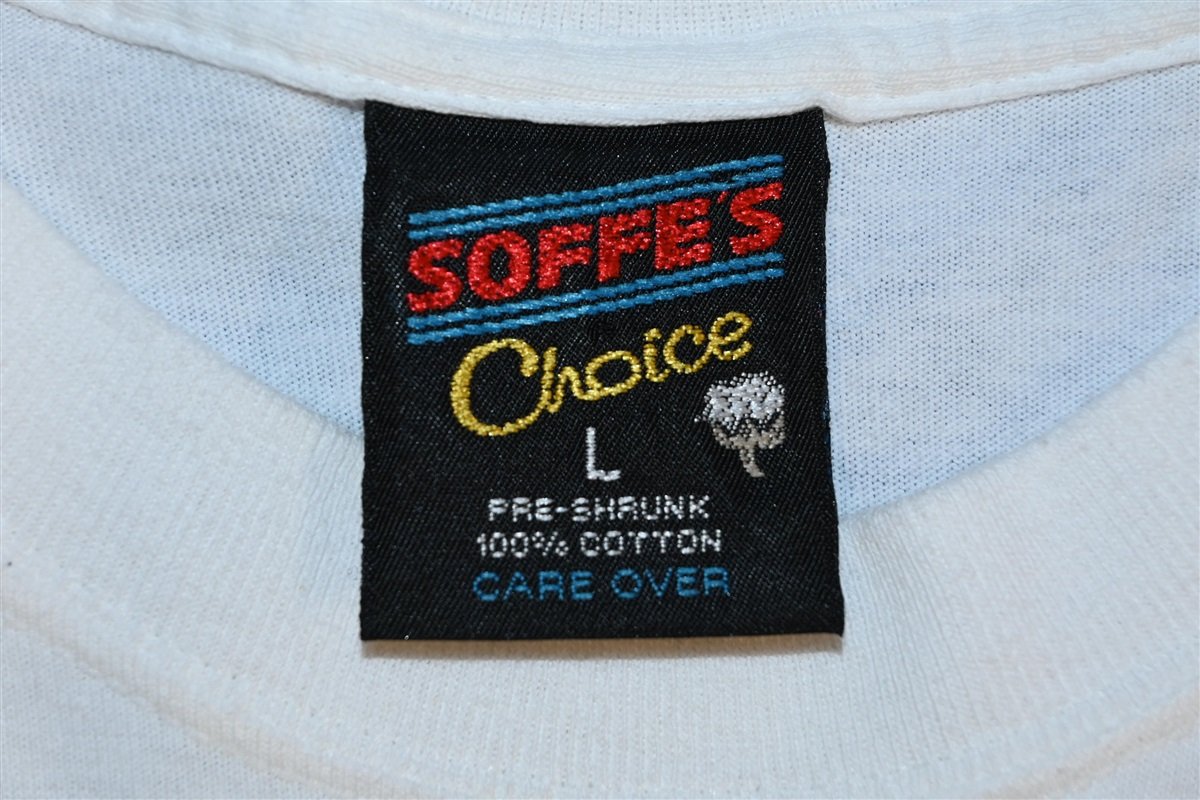 SOFFE'S
Choice
L
PRE-SHRUNK
100% COTTON
CARE OVER